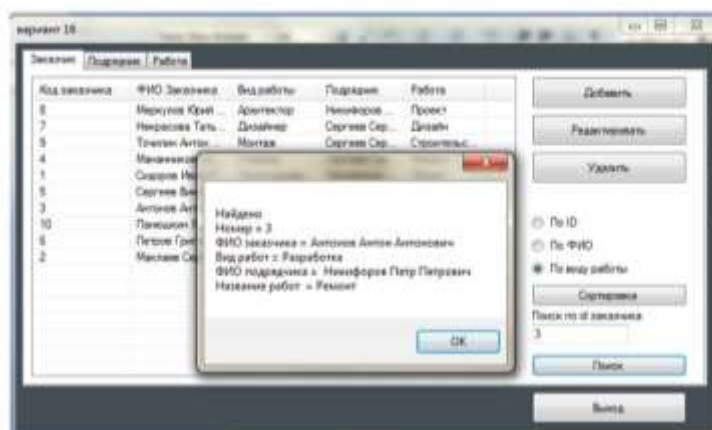 вариант 16
Заказчик Подрядчик Работа
Код заказчика ФИО Заказчика Вид работы Подрядчик Работа
8 Меркулов Юрий ... Архитектор Никифоров ... Проект
7 Некрасова Тать... Дизайнер Сергеев Сер... Дизайн
9 Точилин Антон ... Монтаж Сергеев Сер... Строительс...
4
1 Сидоров
5 Сергеев
3 Антонов
10
6 Петров
2
Найдено
Номер = 3
ФИО заказчика = Антонов Антон Антонович
Вид работ = Разработка
ФИО подрядчика = Никифоров Петр Петрович
Название работ = Ремонт
OK
Добавить
Редактировать
Удалить
По ID
По ФИО
По виду работы
Сортировка
Поиск по id заказчика
3
Поиск
Выход